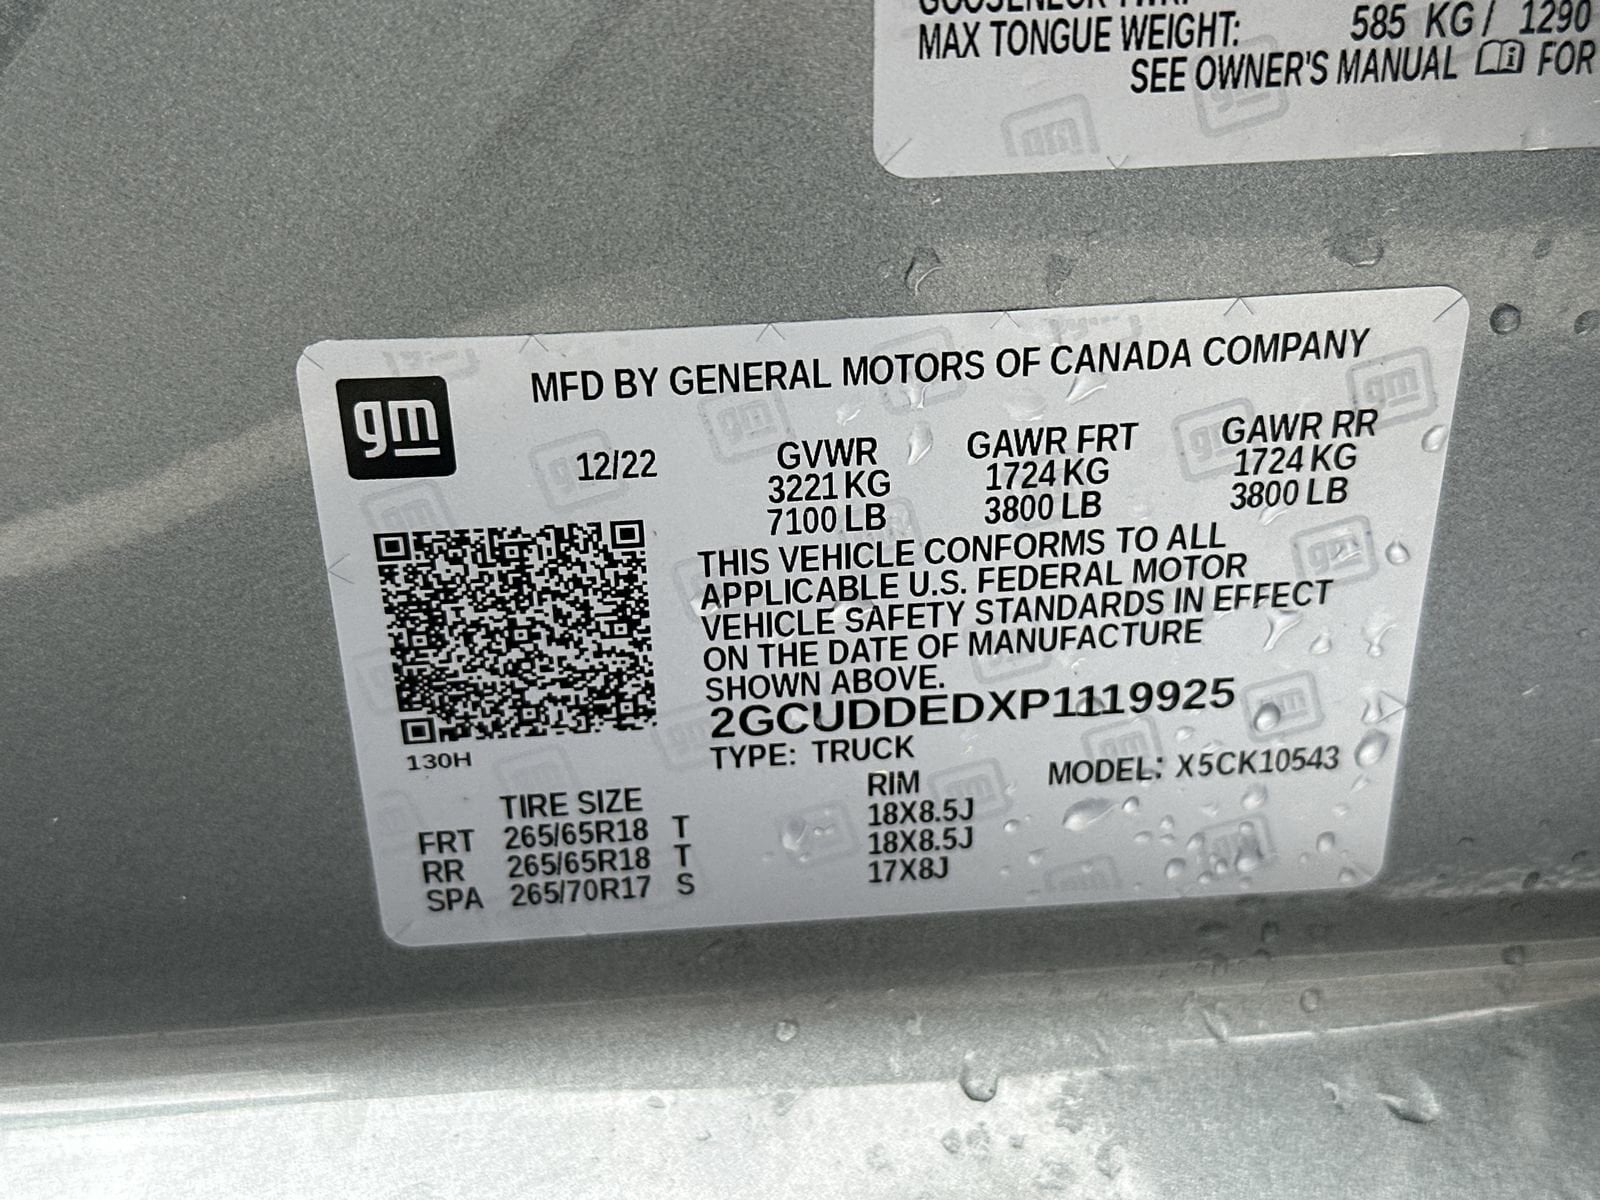 MAX TONGUE WEIGHT: 585 KG / 1290
SEE OWNER'S MANUAL FOR
gm
MFD BY GENERAL MOTORS OF CANADA COMPANY
12/22 GVWR GAWR FRT GAWR RR
3221 KG 1724 KG 1724 KG
7100 LB 3800 LB 3800 LB
THIS VEHICLE CONFORMS TO ALL
APPLICABLE U.S. FEDERAL MOTOR
VEHICLE SAFETY STANDARDS IN EFFECT
ON THE DATE OF MANUFACTURE
SHOWN ABOVE.
2GCUDDEDXP1119925
130H
TYPE: TRUCK MODEL: X5CK10543
TIRE SIZE RIM
FRT 265/65R18 T 18X8.5J
RR 265/65R18 T 18X8.5J
SPA 265/70R17 S 17X8J